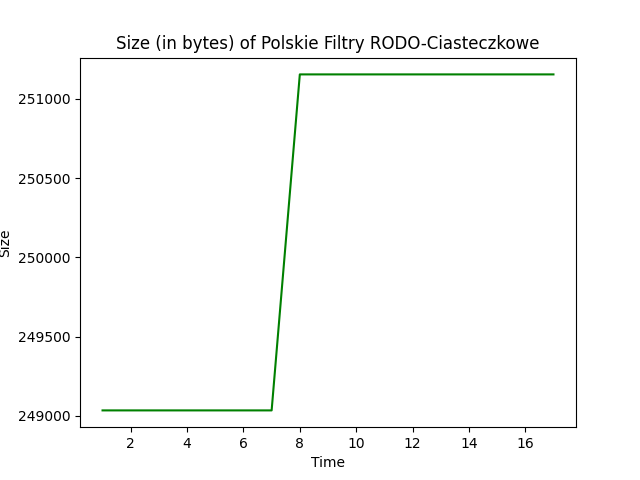 Size (in bytes) of Polskie Filtry RODO-Ciasteczkowe
251000
250500
250000
249500
249000
Size
2 4 6 8 10 12 14 16
Time